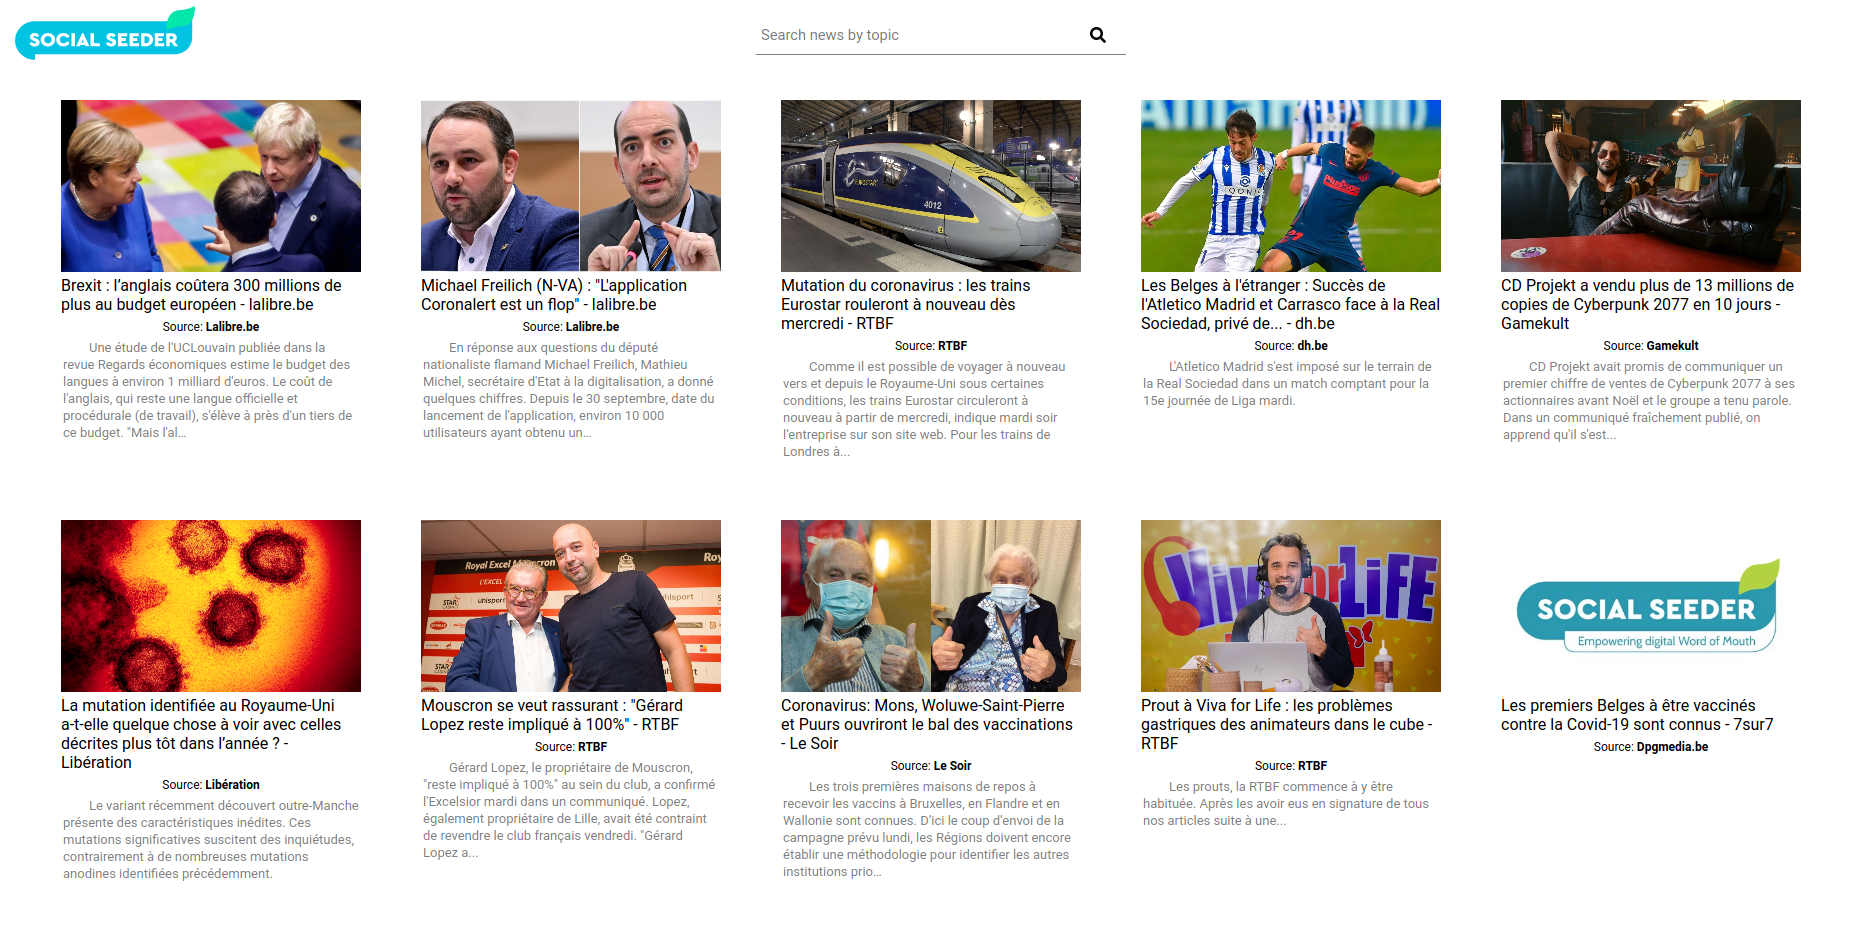 SOCIAL SEEDER
Search news by topic
EUROSTAR
4012
QONI
Plus500
Brexit : l’anglais coûtera 300 millions de
plus au budget européen - lalibre.be
Source: Lalibre.be
Une étude de l'UCLouvain publiée dans la
revue Regards économiques estime le budget des
langues à environ 1 milliard d'euros. Le coût de
l'anglais, qui reste une langue officielle et
procédurale (de travail), s'élève à près d'un tiers de
ce budget. "Mais l'al…
Michael Freilich (N-VA) : "L'application
Coronalert est un flop" - lalibre.be
Source: Lalibre.be
En réponse aux questions du député
nationaliste flamand Michael Freilich, Mathieu
Michel, secrétaire d'Etat à la digitalisation, a donné
quelques chiffres. Depuis le 30 septembre, date du
lancement de l'application, environ 10 000
utilisateurs ayant obtenu un…
Mutation du coronavirus : les trains
Eurostar rouleront à nouveau dès
mercredi - RTBF
Source: RTBF
Comme il est possible de voyager à nouveau
vers et depuis le Royaume-Uni sous certaines
conditions, les trains Eurostar circuleront à
nouveau à partir de mercredi, indique mardi soir
l’entreprise sur son site web. Pour les trains de
Londres à...
Les Belges à l'étranger : Succès de
l'Atletico Madrid et Carrasco face à la Real
Sociedad, privé de... - dh.be
Source: dh.be
L'Atletico Madrid s'est imposé sur le terrain de
la Real Sociedad dans un match comptant pour la
15e journée de Liga mardi.
CD Projekt a vendu plus de 13 millions de
copies de Cyberpunk 2077 en 10 jours -
Gamekult
Source: Gamekult
CD Projekt avait promis de communiquer un
premier chiffre de ventes de Cyberpunk 2077 à ses
actionnaires avant Noël et le groupe a tenu parole.
Dans un communiqué fraîchement publié, on
apprend qu'il s'est...
Royal Excel Mouscron
Roy
L'EXCEL
STAR
uhlsport
uhlsport
STAR
Viva for LiFE
SOCIAL SEEDER
Empowering digital Word of Mouth
La mutation identifiée au Royaume-Uni
a-t-elle quelque chose à voir avec celles
décrites plus tôt dans l’année ? -
Libération
Source: Libération
Le variant récemment découvert outre-Manche
présente des caractéristiques inédites. Ces
mutations significatives suscitent des inquiétudes,
contrairement à de nombreuses mutations
anodines identifiées précédemment.
Mouscron se veut rassurant : "Gérard
Lopez reste impliqué à 100%" - RTBF
Source: RTBF
Gérard Lopez, le propriétaire de Mouscron,
"reste impliqué à 100%" au sein du club, a confirmé
l'Excelsior mardi dans un communiqué. Lopez,
également propriétaire de Lille, avait été contraint
de revendre le club français vendredi. "Gérard
Lopez a...
Coronavirus: Mons, Woluwe-Saint-Pierre
et Puurs ouvriront le bal des vaccinations
- Le Soir
Source: Le Soir
Les trois premières maisons de repos à
recevoir les vaccins à Bruxelles, en Flandre et en
Wallonie sont connues. D’ici le coup d’envoi de la
campagne prévu lundi, les Régions doivent encore
établir une méthodologie pour identifier les autres
institutions prio…
Prout à Viva for Life : les problèmes
gastriques des animateurs dans le cube -
RTBF
Source: RTBF
Les prouts, la RTBF commence à y être
habituée. Après les avoir eus en signature de tous
nos articles suite à une...
Les premiers Belges à être vaccinés
contre la Covid-19 sont connus - 7sur7
Source: Dpgmedia.be